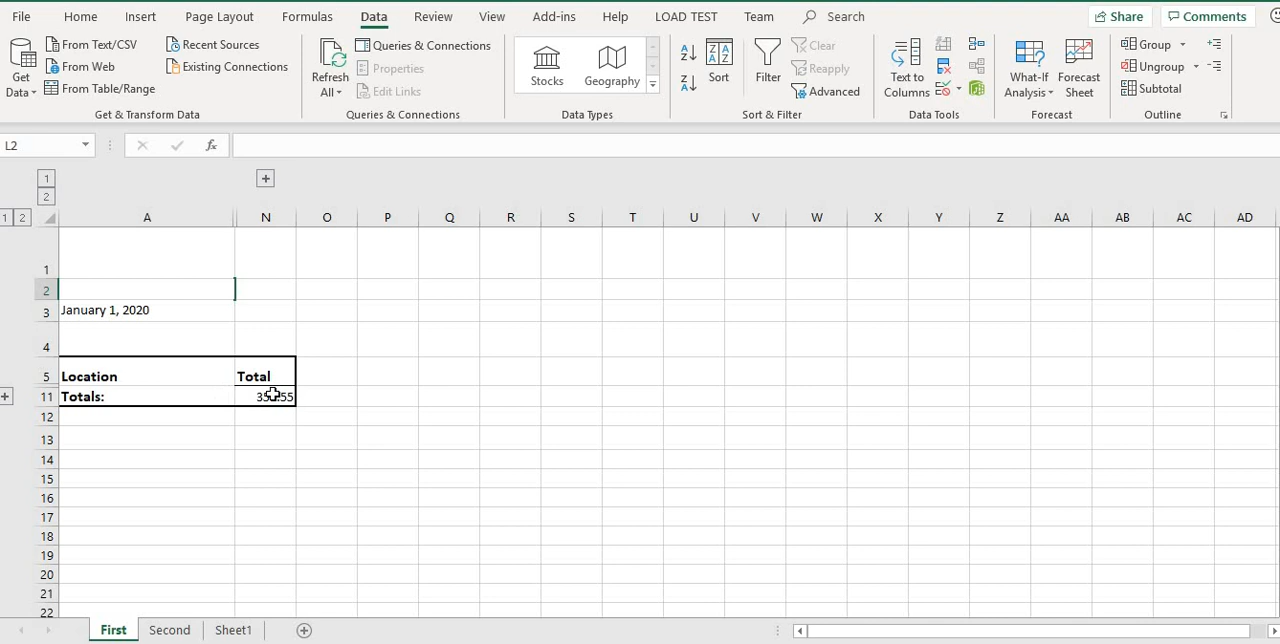 File Home Insert Page Layout Formulas Data Review View Add-ins Help LOAD TEST Team Search Share Comments
From Text/CSV Recent Sources Queries & Connections Clear Group
Get Data From Web Existing Connections Refresh All Properties Stocks Geography Sort Filter Reapply Text to Columns What-If Analysis Forecast Sheet Ungroup
From Table/Range Edit Links Advanced Subtotal
Get & Transform Data Queries & Connections Data Types Sort & Filter Data Tools Forecast Outline
L2 fx
1
2
1 2 A N O P Q R S T U V W X Y Z AA AB AC AD
1
2
3 January 1, 2020
4
5 Location Total
11 Totals:
12
13
14
15
16
17
18
19
20
21
22
First Second Sheet1